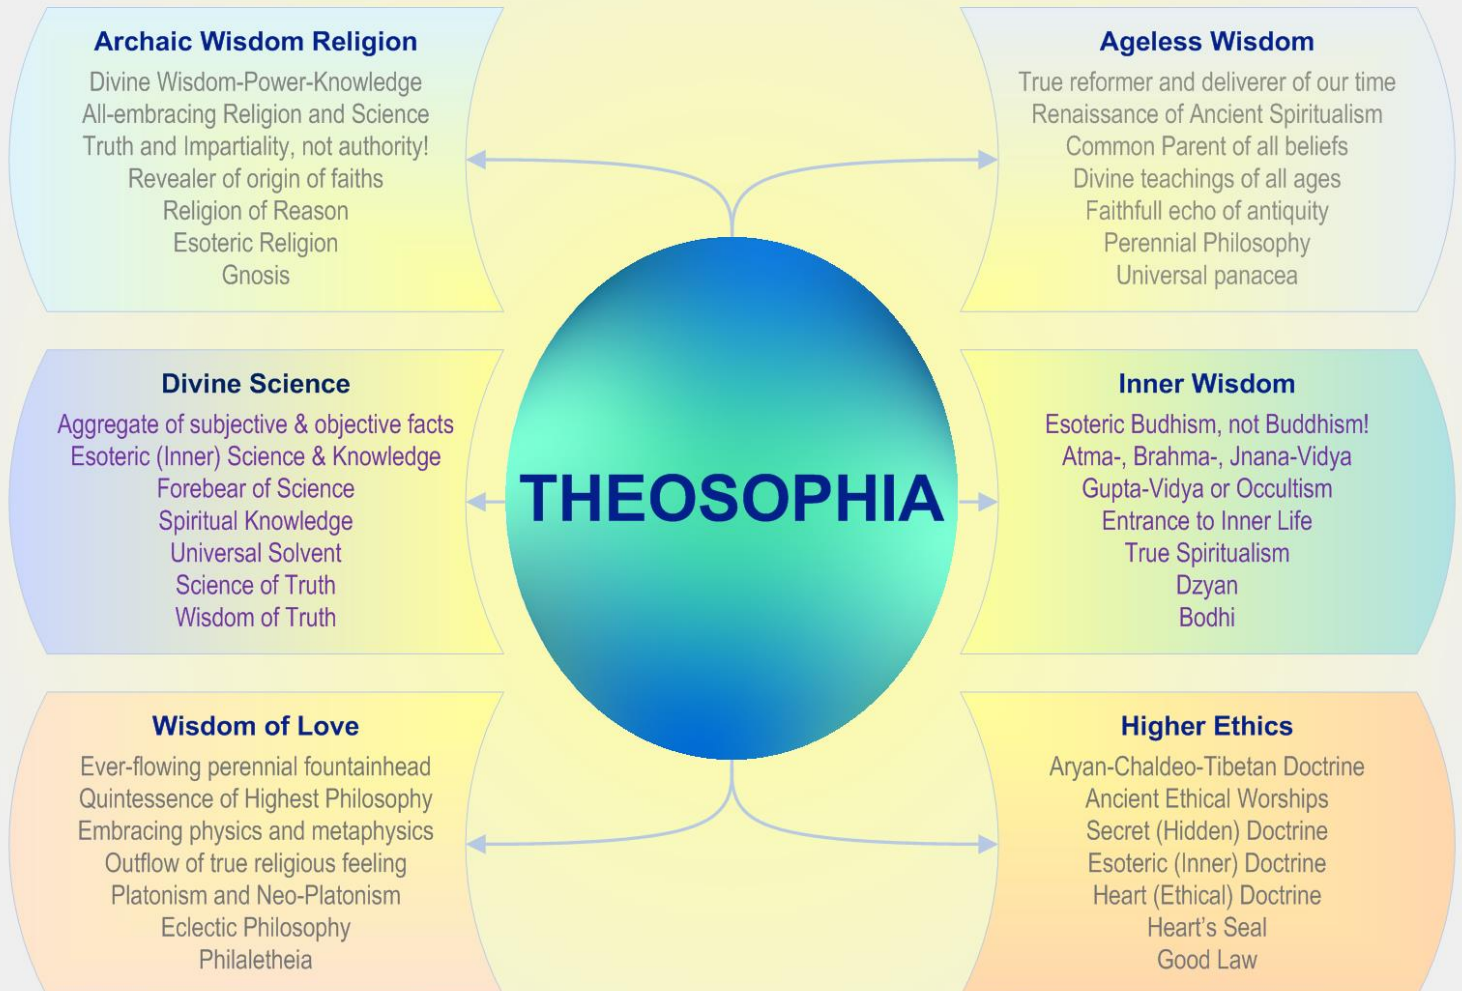 Archaic Wisdom Religion
Divine Wisdom-Power-Knowledge
All-embracing Religion and Science
Truth and Impartiality, not authority!
Revealer of origin of faiths
Religion of Reason
Esoteric Religion
Gnosis
Ageless Wisdom
True reformer and deliverer of our time
Renaissance of Ancient Spiritualism
Common Parent of all beliefs
Divine teachings of all ages
Faithfull echo of antiquity
Perennial Philosophy
Universal panacea
Divine Science
Aggregate of subjective & objective facts
Esoteric (Inner) Science & Knowledge
Forebear of Science
Spiritual Knowledge
Universal Solvent
Science of Truth
Wisdom of Truth
THEOSOPHIA
Inner Wisdom
Esoteric Budhism, not Buddhism!
Atma-, Brahma-, Jnana-Vidya
Gupta-Vidya or Occultism
Entrance to Inner Life
True Spiritualism
Dzyan
Bodhi
Wisdom of Love
Ever-flowing perennial fountainhead
Quintessence of Highest Philosophy
Embracing physics and metaphysics
Outflow of true religious feeling
Platonism and Neo-Platonism
Eclectic Philosophy
Philaletheia
Higher Ethics
Aryan-Chaldeo-Tibetan Doctrine
Ancient Ethical Worships
Secret (Hidden) Doctrine
Esoteric (Inner) Doctrine
Heart (Ethical) Doctrine
Heart's Seal
Good Law